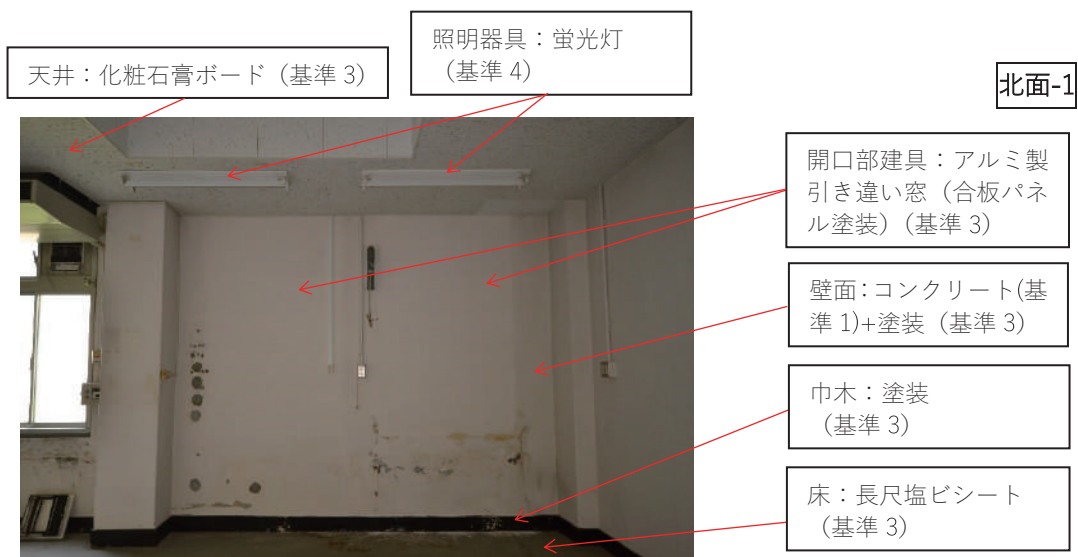 天井：化粧石膏ボード（基準 3）
照明器具：蛍光灯
（基準 4）
北面-1
開口部建具：アルミ製
引き違い窓（合板パネ
ル塗装）（基準 3）
壁面：コンクリート(基
準 1)+塗装（基準 3）
巾木：塗装
（基準 3）
床：長尺塩ビシート
（基準 3）